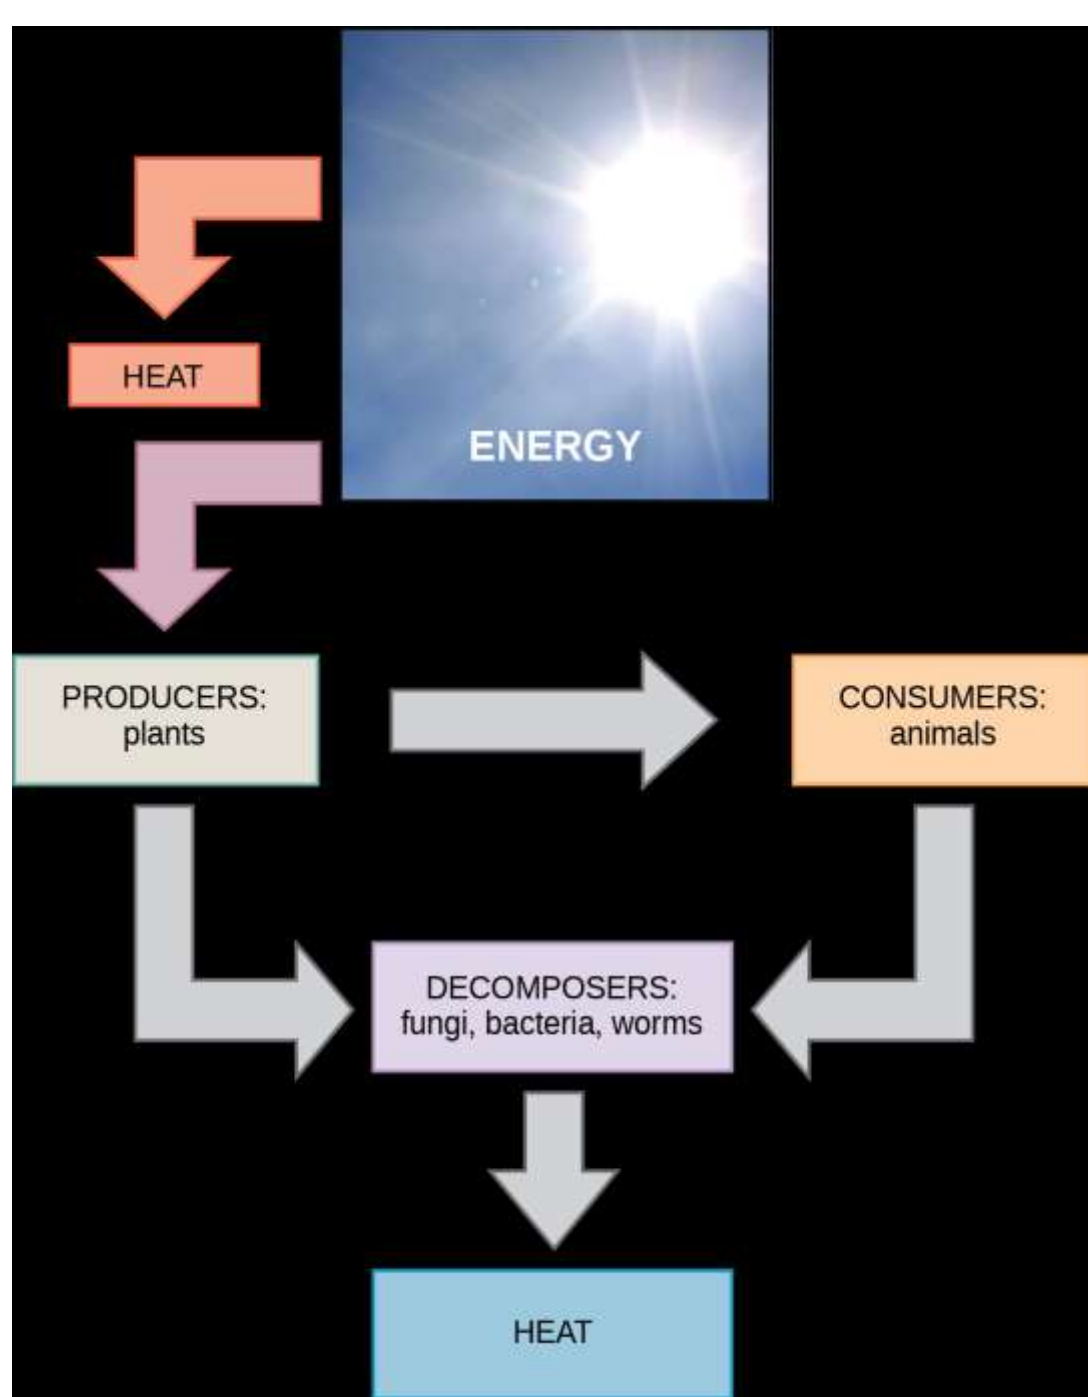 ENERGY
HEAT
PRODUCERS:
plants
CONSUMERS:
animals
DECOMPOSERS:
fungi, bacteria, worms
HEAT